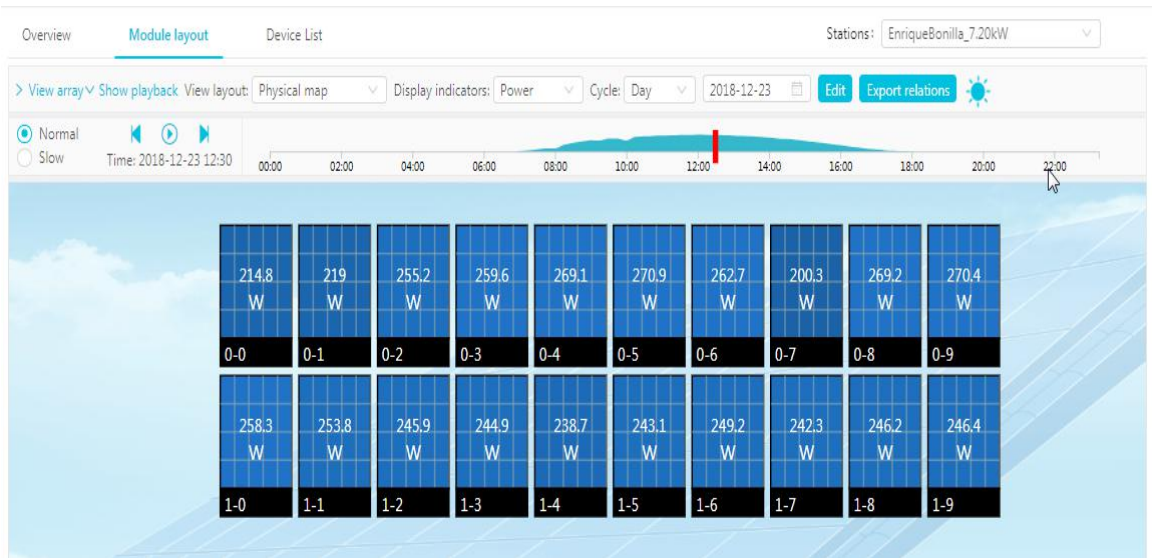 Overview Module layout Device List Stations: EnriqueBonilla_7.20kW
View array Show playback View layout: Physical map Display indicators: Power Cycle: Day 2018-12-23 Edit Export relations
Normal
Slow Time: 2018-12-23 12:30
00:00 02:00 04:00 06:00 08:00 10:00 12:00 14:00 16:00 18:00 20:00 22:00
214.8 219 255.2 259.6 269.1 270.9 262.7 200.3 269.2 270.4
W W W W W W W W W W
0-0 0-1 0-2 0-3 0-4 0-5 0-6 0-7 0-8 0-9
258.3 253.8 245.9 244.9 238.7 243.1 249.2 242.3 246.2 246.4
W W W W W W W W W W
1-0 1-1 1-2 1-3 1-4 1-5 1-6 1-7 1-8 1-9